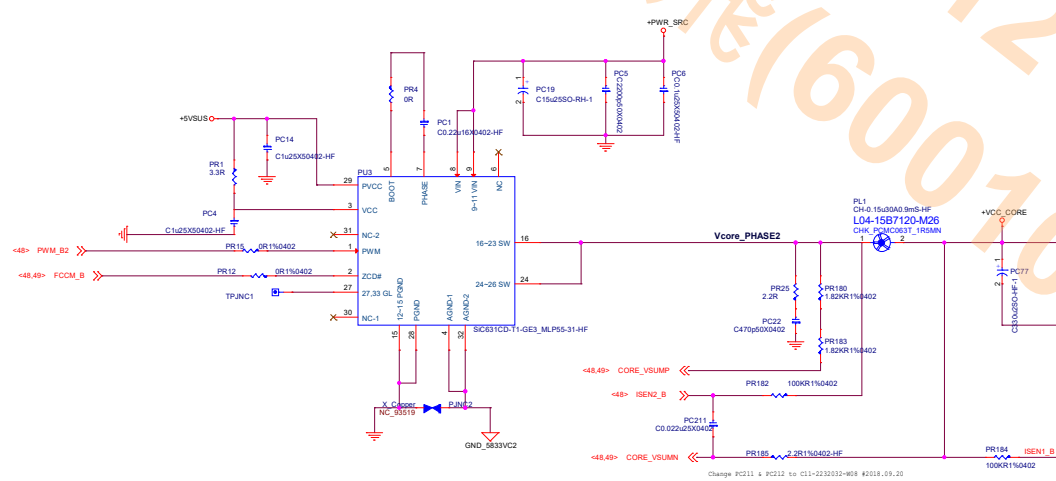 (60010
12
+PWR_SRC
PR4
0R
PC1
C0.22u16X0402-HF
PC19
C15u25SO-RH-1
1
2
PC5
C2200p50X0402
PC6
C0.1u25X50402-HF
+5VSUS
PC14
C1u25X50402-HF
PR1
3.3R
PC4
C1u25X50402-HF
PU3
5
7
8
9
6
BOOT
PHASE
VIN
9~11 VIN
NC
29
PVCC
3
VCC
31
NC-2
<48>
PWM_B2
PR15
0R1%0402
1
PWM
<48,49>
FCCM_B
PR12
0R1%0402
2
ZCD#
TPJNC1
27
27,33 GL
30
NC-1
16~23 SW
16
24~26 SW
24
12~15 PGND
PGND
AGND-1
AGND-2
15
28
4
32
SiC631CD-T1-GE3_MLP55-31-HF
X_Copper
PJNC2
NC_93519
GND_5833VC2
Vcore_PHASE2
PL1
CH-0.15u30A0.9mS-HF
L04-15B7120-M26
CHK_PCMC063T_1R5MN
1
2
+VCC_CORE
1
2
PC77
C330u2SO-HF-1
PR25
2.2R
PR180
1.82KR1%0402
PC22
C470p50X0402
PR183
1.82KR1%0402
<48,49>
CORE_VSUMP
PR182
100KR1%0402
<48>
ISEN2_B
PC211
C0.022u25X0402
<48,49>
CORE_VSUMN
PR185
2.2R1%0402-HF
PR184
100KR1%0402
ISEN1_B
Change PC211 & PC212 to C11-2232032-W08 #2018.09.20